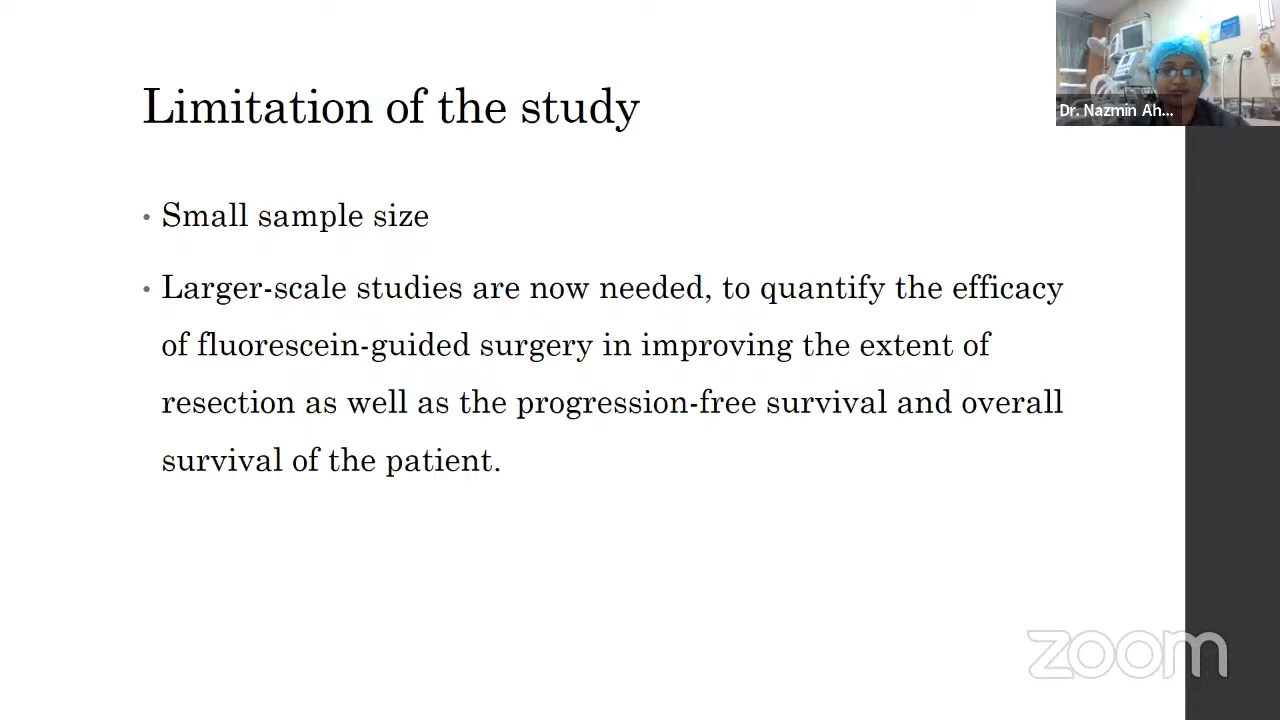 Limitation of the study
Dr. Nazmin Ah...
• Small sample size
• Larger-scale studies are now needed, to quantify the efficacy
of fluorescein-guided surgery in improving the extent of
resection as well as the progression-free survival and overall
survival of the patient.
zoom